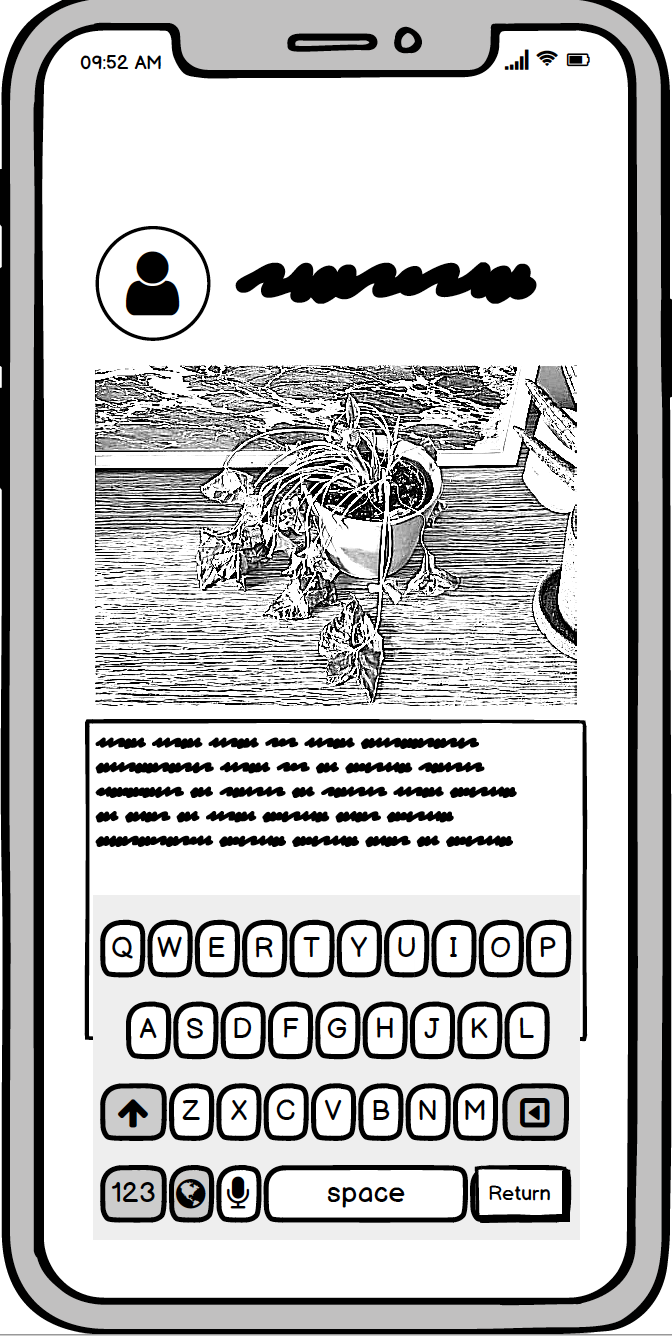 09:52 AM
Q W E R T Y U I O P
A S D F G H J K L
Z X C V B N M
123 space Return